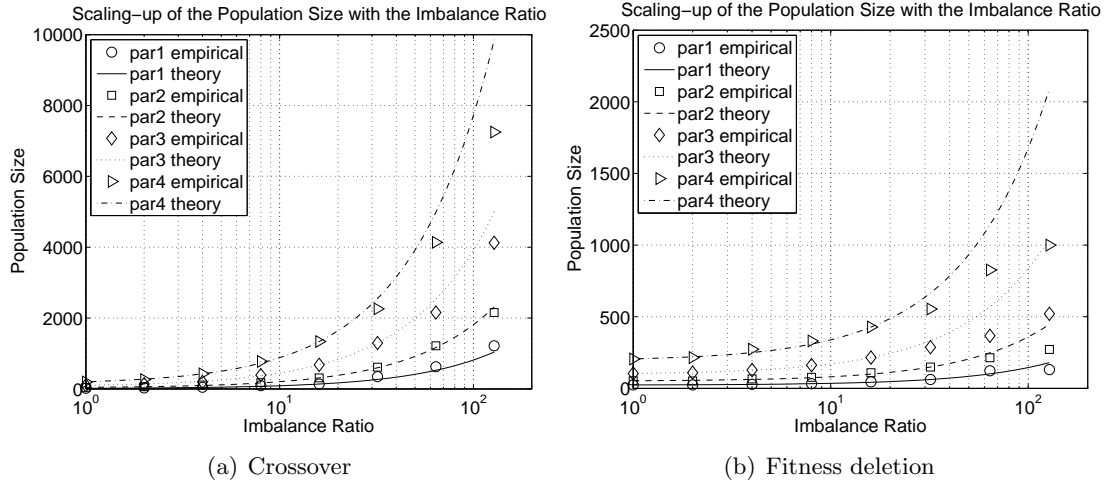 Scaling-up of the Population Size with the Imbalance Ratio
10000
8000
6000
4000
2000
0
Population Size
par1 empirical
par1 theory
par2 empirical
par2 theory
par3 empirical
par3 theory
par4 empirical
par4 theory
10^0
10^1
10^2
Imbalance Ratio
(a) Crossover
Scaling-up of the Population Size with the Imbalance Ratio
2500
2000
1500
1000
500
0
Population Size
par1 empirical
par1 theory
par2 empirical
par2 theory
par3 empirical
par3 theory
par4 empirical
par4 theory
10^0
10^1
10^2
Imbalance Ratio
(b) Fitness deletion